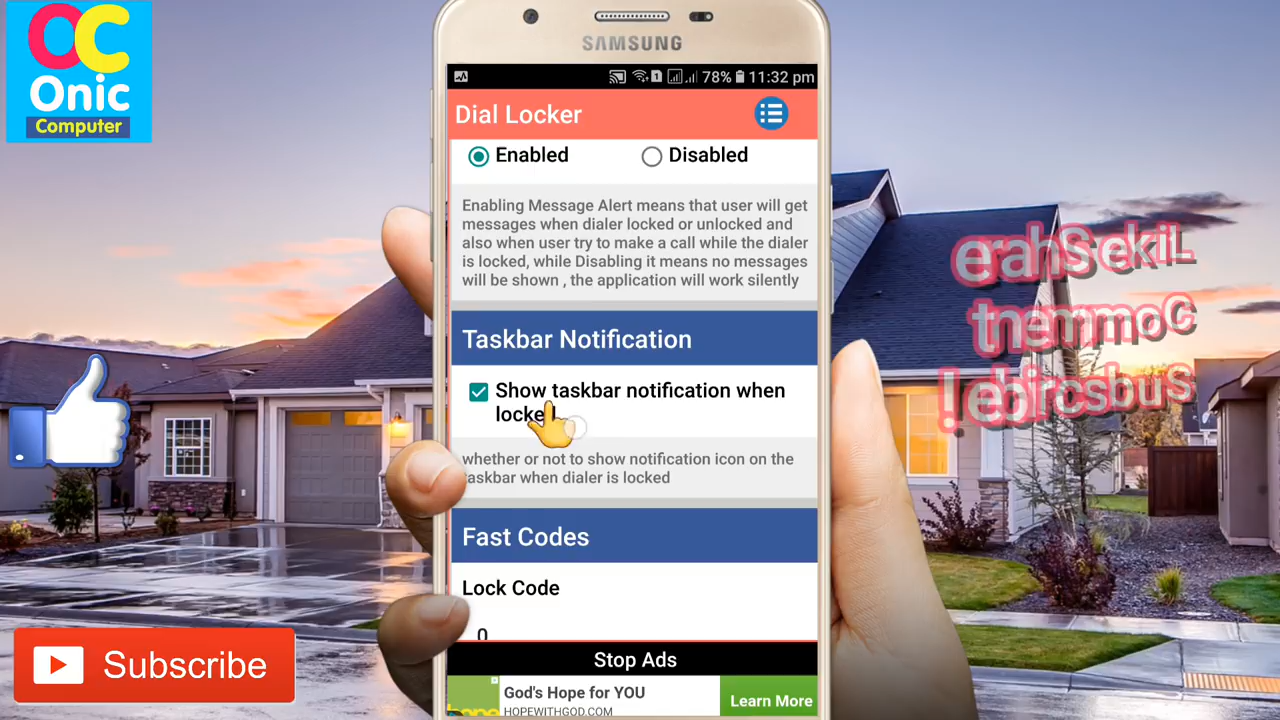 OC
Onic
Computer
SAMSUNG
78% 11:32 pm
Dial Locker
Enabled
Disabled
Enabling Message Alert means that user will get
messages when dialer locked or unlocked and
also when user try to make a call while the dialer
is locked, while Disabling it means no messages
will be shown , the application will work silently
Taskbar Notification
Show taskbar notification when
locked
whether or not to show notification icon on the
taskbar when dialer is locked
Fast Codes
Lock Code
0
Stop Ads
God's Hope for YOU
HOPEWITHGOD.COM
Learn More
LikeShare
Comment
Subscribe!
Subscribe